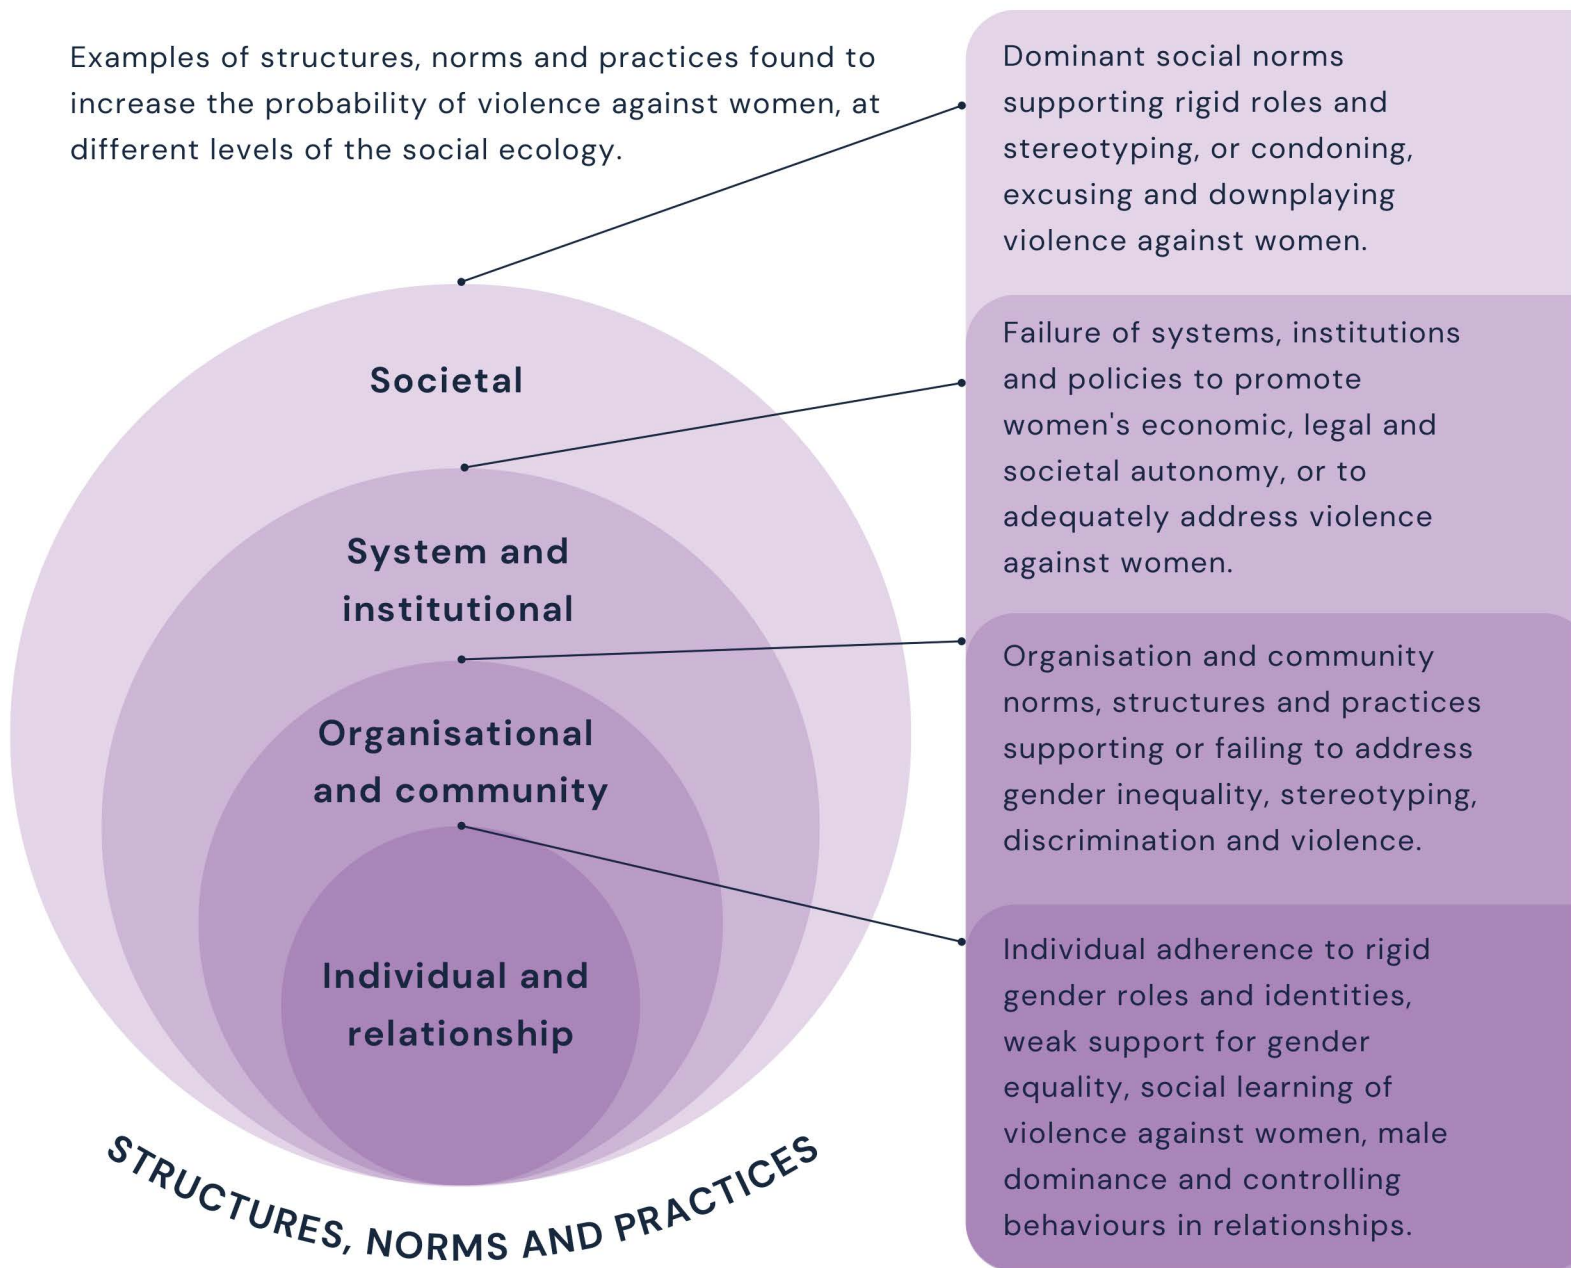 Examples of structures, norms and practices found to
increase the probability of violence against women, at
different levels of the social ecology.
Societal
System and
institutional
Organisational
and community
Individual and
relationship
STRUCTURES, NORMS AND PRACTICES
Dominant social norms
supporting rigid roles and
stereotyping, or condoning,
excusing and downplaying
violence against women.
Failure of systems, institutions
and policies to promote
women's economic, legal and
societal autonomy, or to
adequately address violence
against women.
Organisation and community
norms, structures and practices
supporting or failing to address
gender inequality, stereotyping,
discrimination and violence.
Individual adherence to rigid
gender roles and identities,
weak support for gender
equality, social learning of
violence against women, male
dominance and controlling
behaviours in relationships.